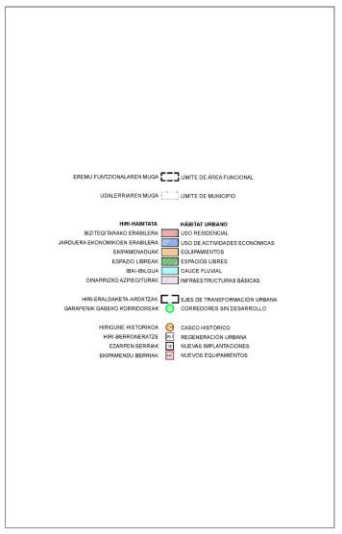 EREMU FUNTZIONALAREN MUGA LÍMITE DE ÁREA FUNCIONAL
UDALERRIAREN MUGA LÍMITE DE MUNICIPIO
HIRI-HABITATA HÁBITAT URBANO
BIZITEGITARAKO ERABILERA USO RESIDENCIAL
JARDUERA EKONOMIKOEN ERABILERA USO DE ACTIVIDADES ECONÓMICAS
EKIPAMENDUAK EQUIPAMIENTOS
ESPAZIO LIBREAK ESPACIOS LIBRES
IBAI-IBILGUA CAUCE FLUVIAL
OINARRIZKO AZPIEGITURAK INFRAESTRUCTURAS BÁSICAS
HIRI-ERALDAKETA ARDATZAK EJES DE TRANSFORMACIÓN URBANA
GARAPENIK GABEKO KORRIDOREAK CORREDORES SIN DESARROLLO
HIRIGUNE HISTORIKOA CASCO HISTÓRICO
HIRI-BERRONERATZE REGENERACIÓN URBANA
EZARPEN BERRIAK NUEVAS IMPLANTACIONES
EKIPAMENDU BERRIAK NUEVOS EQUIPAMIENTOS